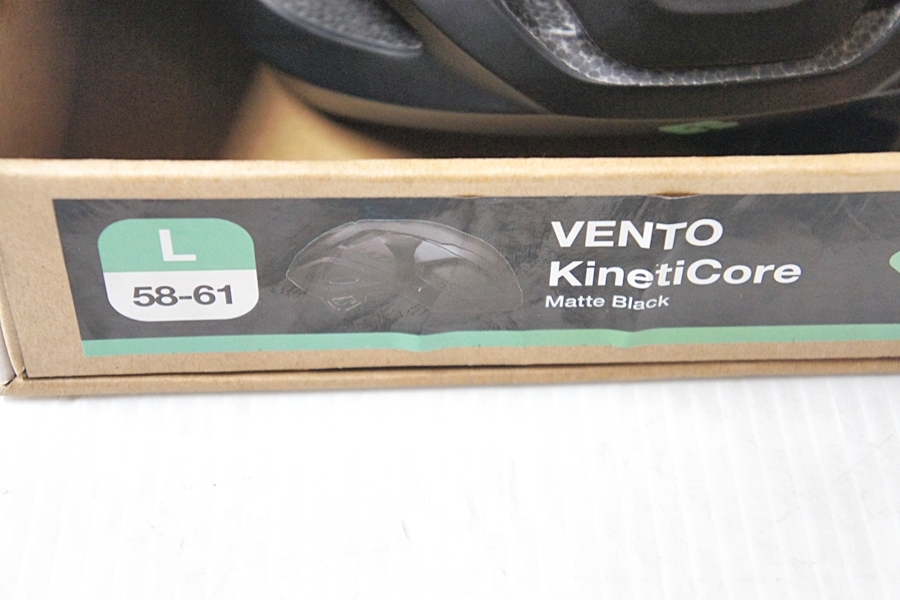 L
58-61
VENTO
KinetiCore
Matte Black